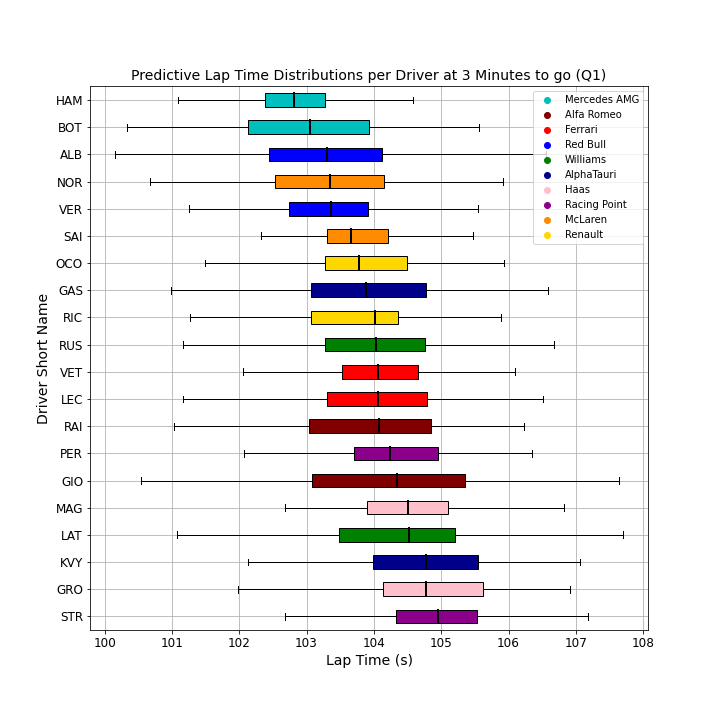 Predictive Lap Time Distributions per Driver at 3 Minutes to go (Q1)
HAM
BOT
ALB
NOR
VER
SAI
OCO
GAS
RIC
RUS
VET
LEC
RAI
PER
GIO
MAG
LAT
KVY
GRO
STR
Driver Short Name
Mercedes AMG
Alfa Romeo
Ferrari
Red Bull
Williams
AlphaTauri
Haas
Racing Point
McLaren
Renault
100 101 102 103 104 105 106 107 108
Lap Time (s)